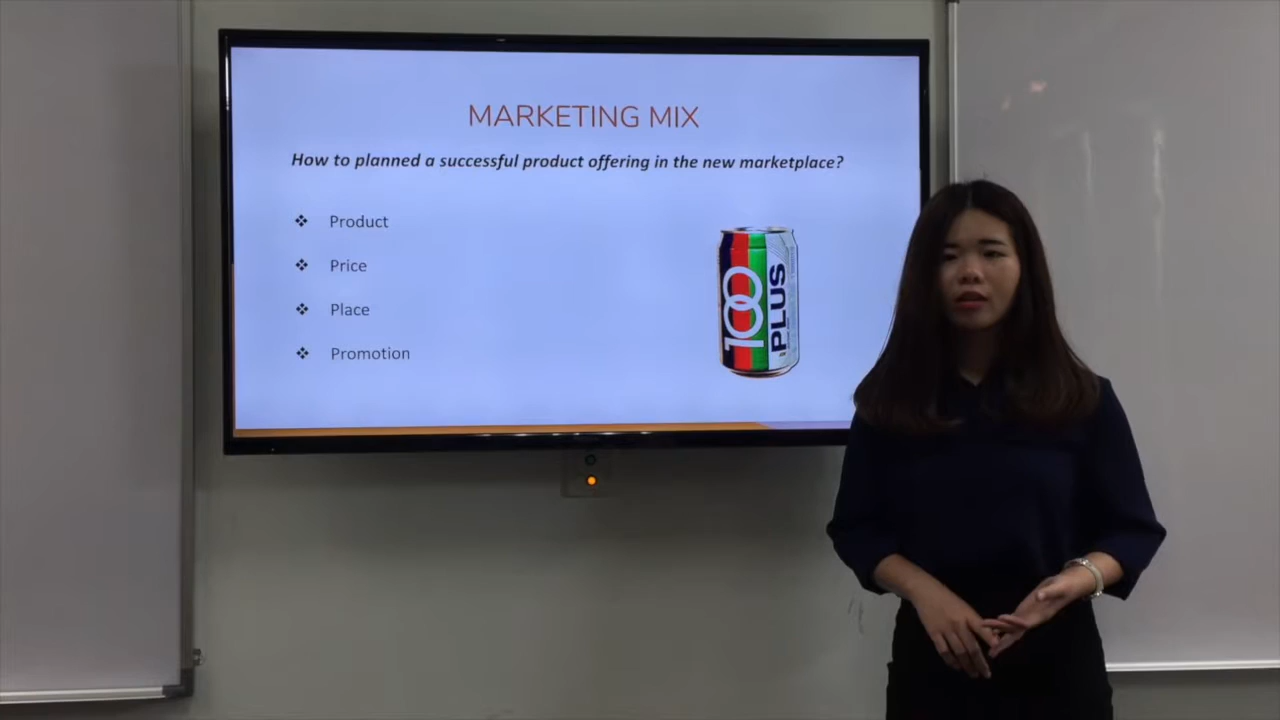 MARKETING MIX
How to planned a successful product offering in the new marketplace?
Product
Price
Place
Promotion
100
PLUS